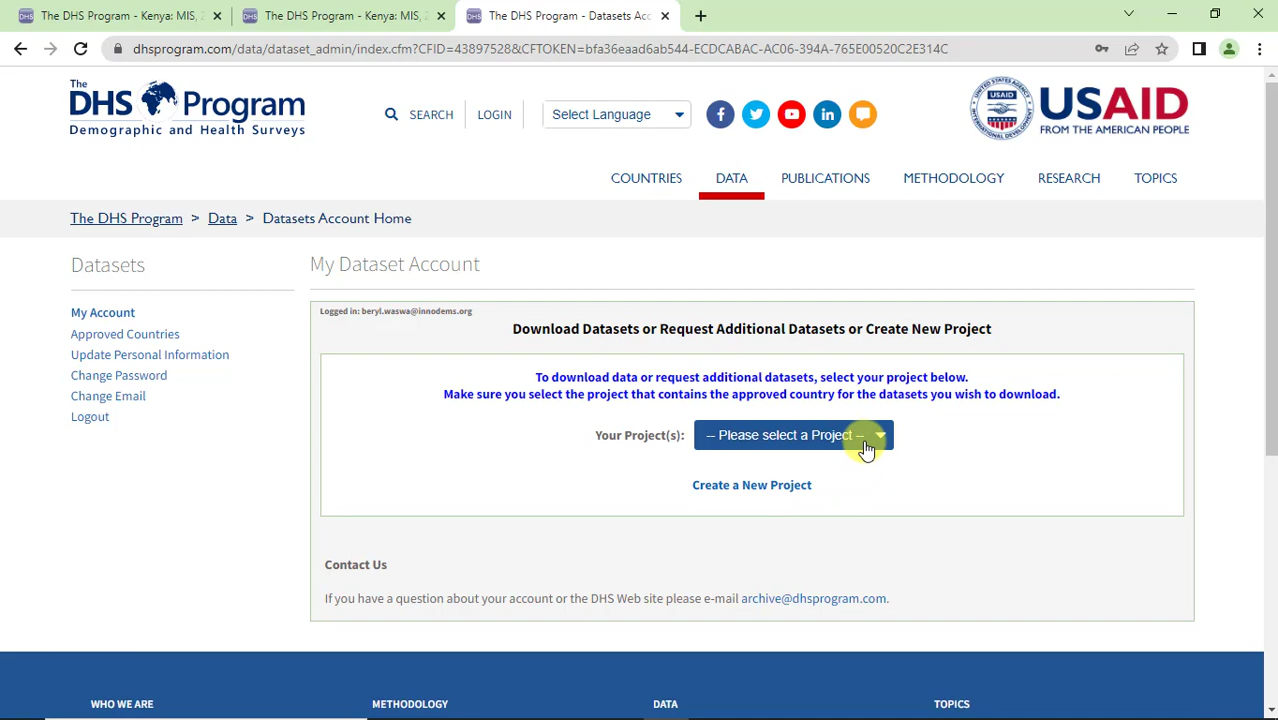 The DHS Program - Kenya: MIS, 2
The DHS Program - Kenya: MIS, 2
The DHS Program - Datasets Acc
dhsprogram.com/data/dataset_admin/index.cfm?CFID=43897528&CFTOKEN=bfa36eaad6ab544-ECDCABAC-AC06-394A-765E00520C2E314C
The
DHS Program
Demographic and Health Surveys
SEARCH
LOGIN
Select Language
USAID
USAID
FROM THE AMERICAN PEOPLE
COUNTRIES
DATA
PUBLICATIONS
METHODOLOGY
RESEARCH
TOPICS
The DHS Program > Data > Datasets Account Home
Datasets
My Account
Approved Countries
Update Personal Information
Change Password
Change Email
Logout
My Dataset Account
Logged in: beryl.waswa@innodems.org
Download Datasets or Request Additional Datasets or Create New Project
To download data or request additional datasets, select your project below.
Make sure you select the project that contains the approved country for the datasets you wish to download.
Your Project(s):
-- Please select a Project --
Create a New Project
Contact Us
If you have a question about your account or the DHS Web site please e-mail archive@dhsprogram.com.
WHO WE ARE
METHODOLOGY
DATA
TOPICS